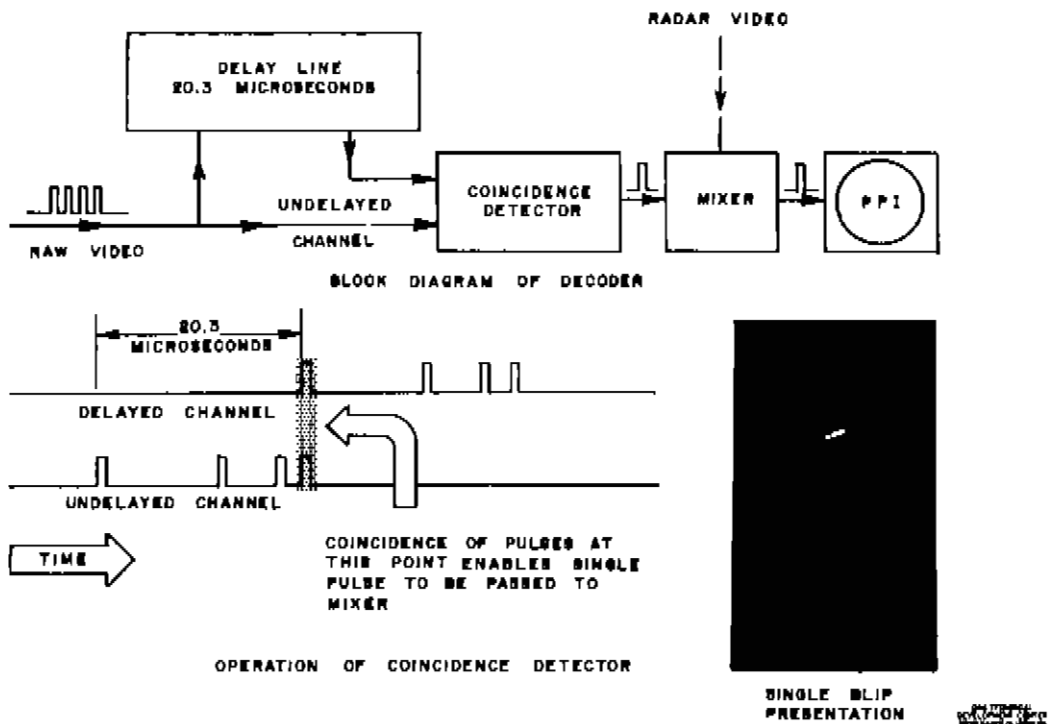 RADAR VIDEO
DELAY LINE
20.3 MICROSECONDS
COINCIDENCE
DETECTOR
MIXER
PPI
UNDELAYED
CHANNEL
RAW VIDEO
BLOCK DIAGRAM OF DECODER
20.3
MICROSECONDS
DELAYED CHANNEL
UNDELAYED CHANNEL
TIME
COINCIDENCE OF PULSES AT
THIS POINT ENABLES SINGLE
PULSE TO BE PASSED TO
MIXER
OPERATION OF COINCIDENCE DETECTOR
SINGLE BLIP
PRESENTATION